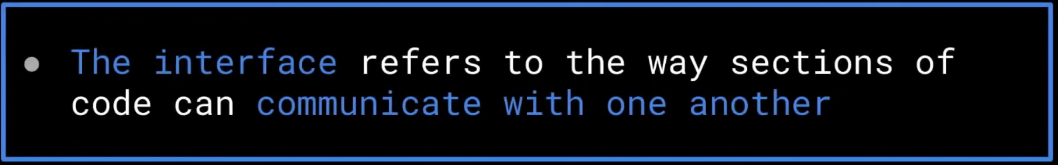 ● The interface refers to the way sections of
code can communicate with one another